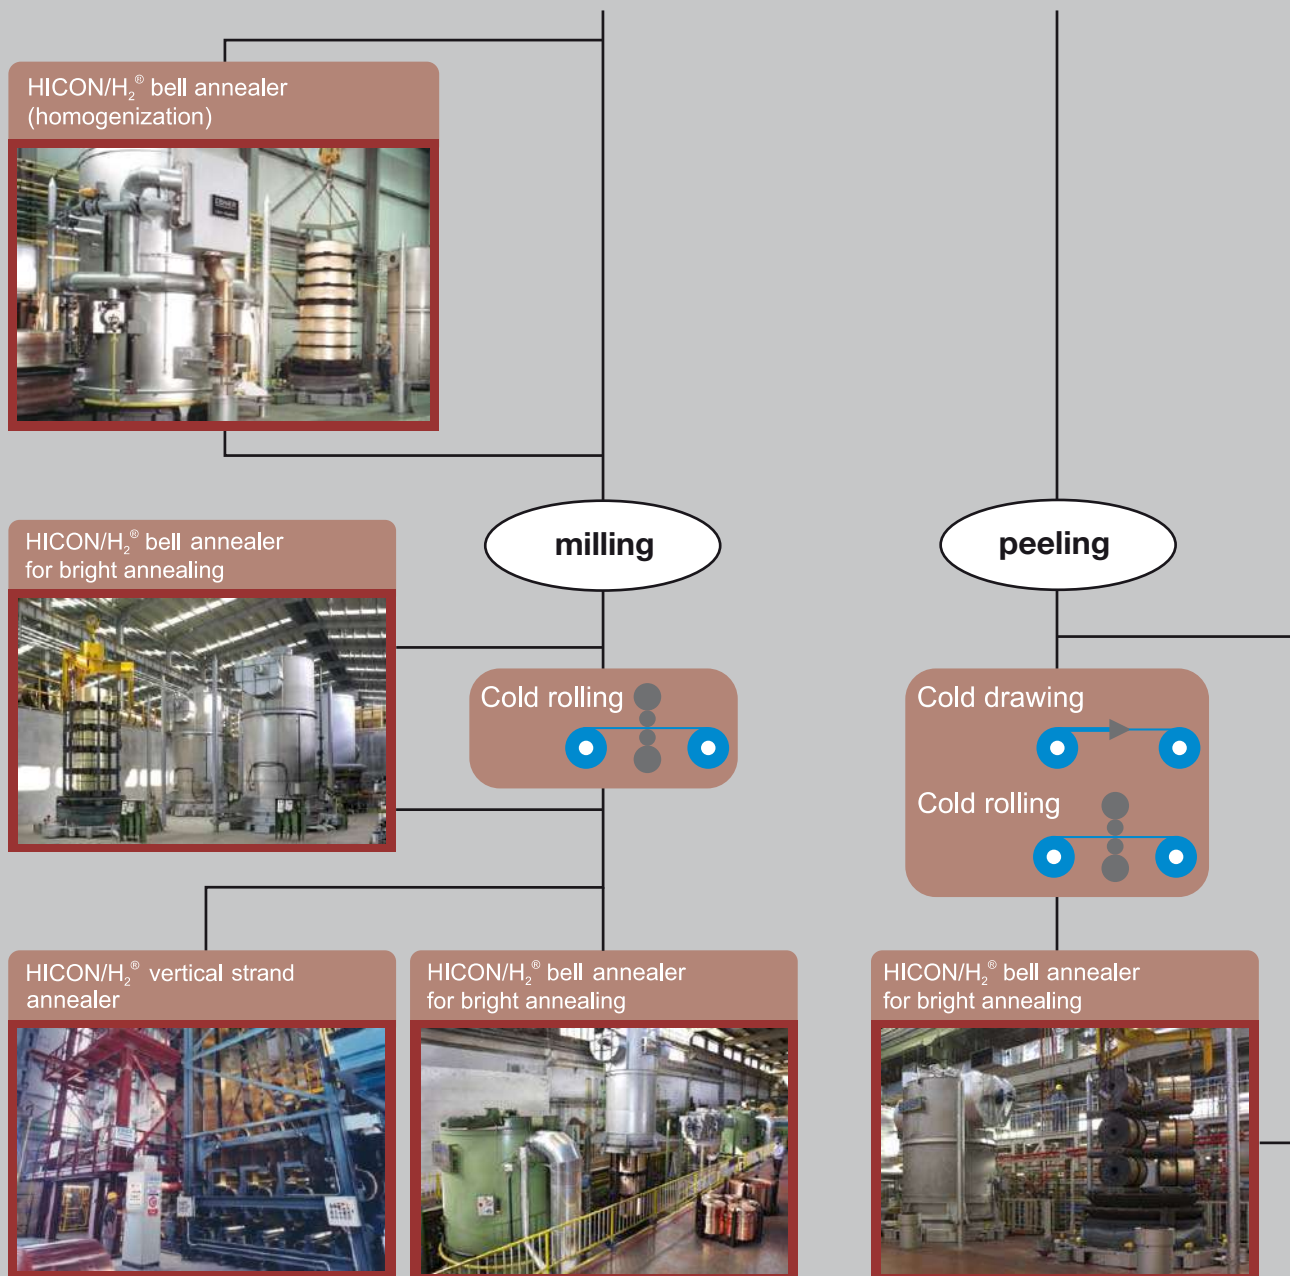 HICON/H₂® bell annealer
(homogenization)
EBNER
HICON/H₂® bell annealer
for bright annealing
milling
peeling
Cold rolling
Cold drawing
Cold rolling
HICON/H₂® vertical strand
annealer
HICON/H₂® bell annealer
for bright annealing
HICON/H₂® bell annealer
for bright annealing